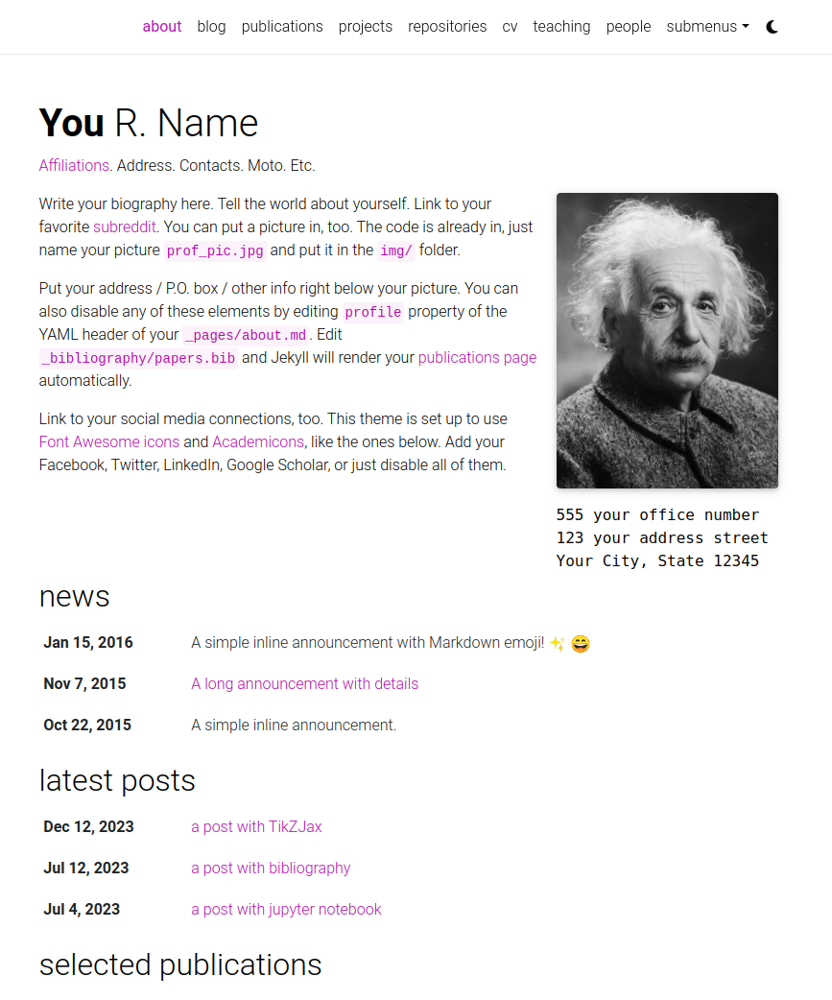 about blog publications projects repositories cv teaching people submenus
You R. Name
Affiliations. Address. Contacts. Moto. Etc.
Write your biography here. Tell the world about yourself. Link to your
favorite subreddit. You can put a picture in, too. The code is already in, just
name your picture prof_pic.jpg and put it in the img/ folder.
Put your address / P.O. box / other info right below your picture. You can
also disable any of these elements by editing profile property of the
YAML header of your _pages/about.md. Edit
_bibliography/papers.bib and Jekyll will render your publications page
automatically.
Link to your social media connections, too. This theme is set up to use
Font Awesome icons and Academicons, like the ones below. Add your
Facebook, Twitter, LinkedIn, Google Scholar, or just disable all of them.
555 your office number
123 your address street
Your City, State 12345
news
Jan 15, 2016 A simple inline announcement with Markdown emoji! ✨ 😄
Nov 7, 2015 A long announcement with details
Oct 22, 2015 A simple inline announcement.
latest posts
Dec 12, 2023 a post with TikZJax
Jul 12, 2023 a post with bibliography
Jul 4, 2023 a post with jupyter notebook
selected publications